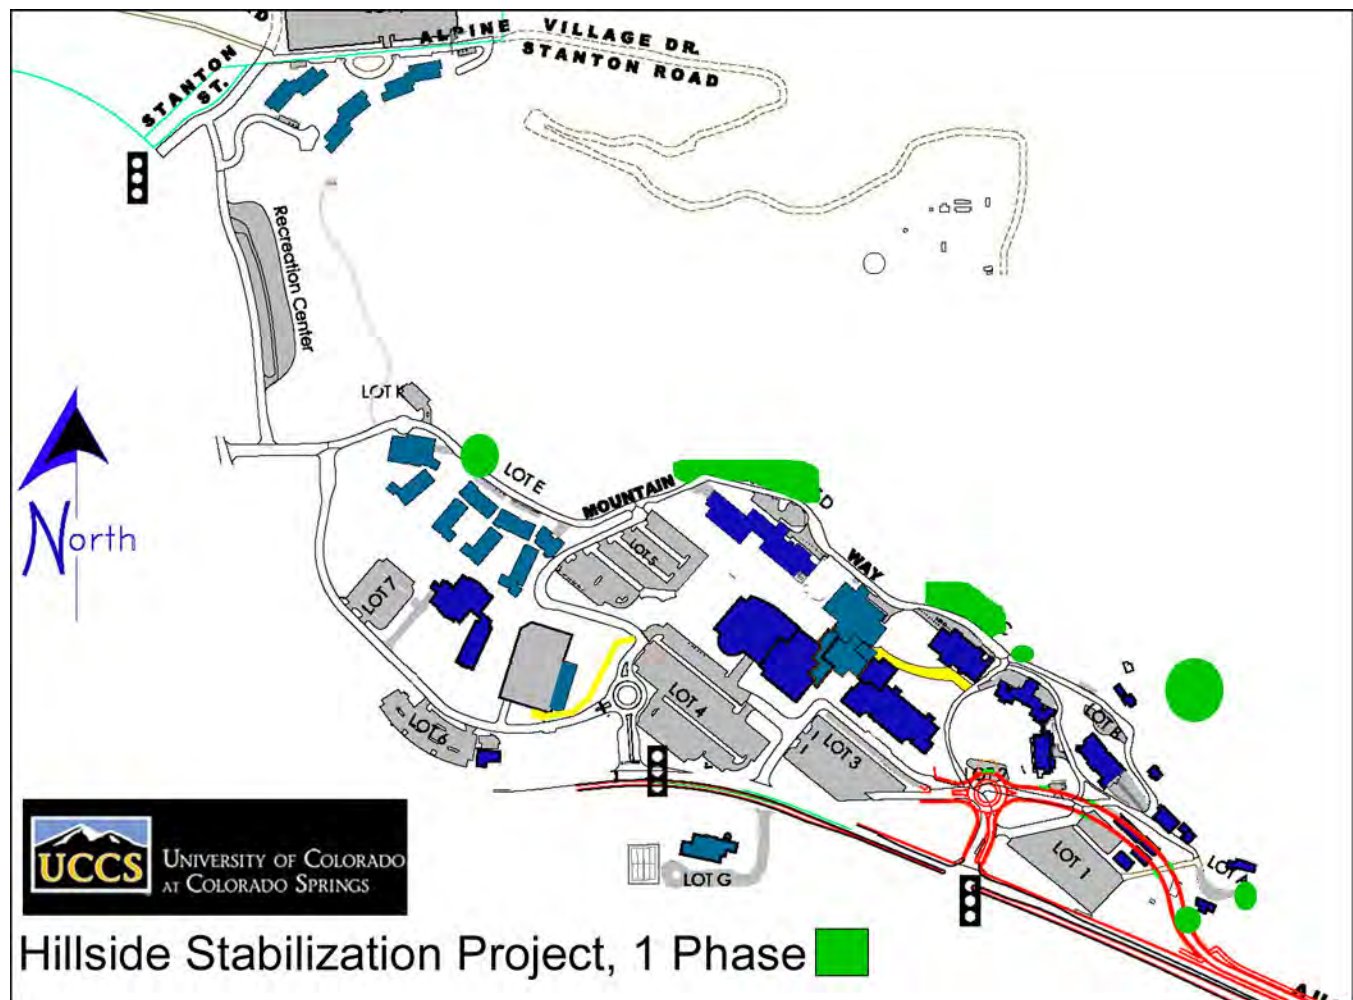 ALPINE VILLAGE DR.
STANTON ROAD
STANTON
ST.
Recreation Center
LOT K
LOT E
MOUNTAIN
WAY
LOT 5
LOT 7
North
LOT 4
LOT 6
LOT 3
LOT B
LOT 1
LOT A
LOT G
UCCS
UNIVERSITY OF COLORADO
AT COLORADO SPRINGS
Hillside Stabilization Project, 1 Phase